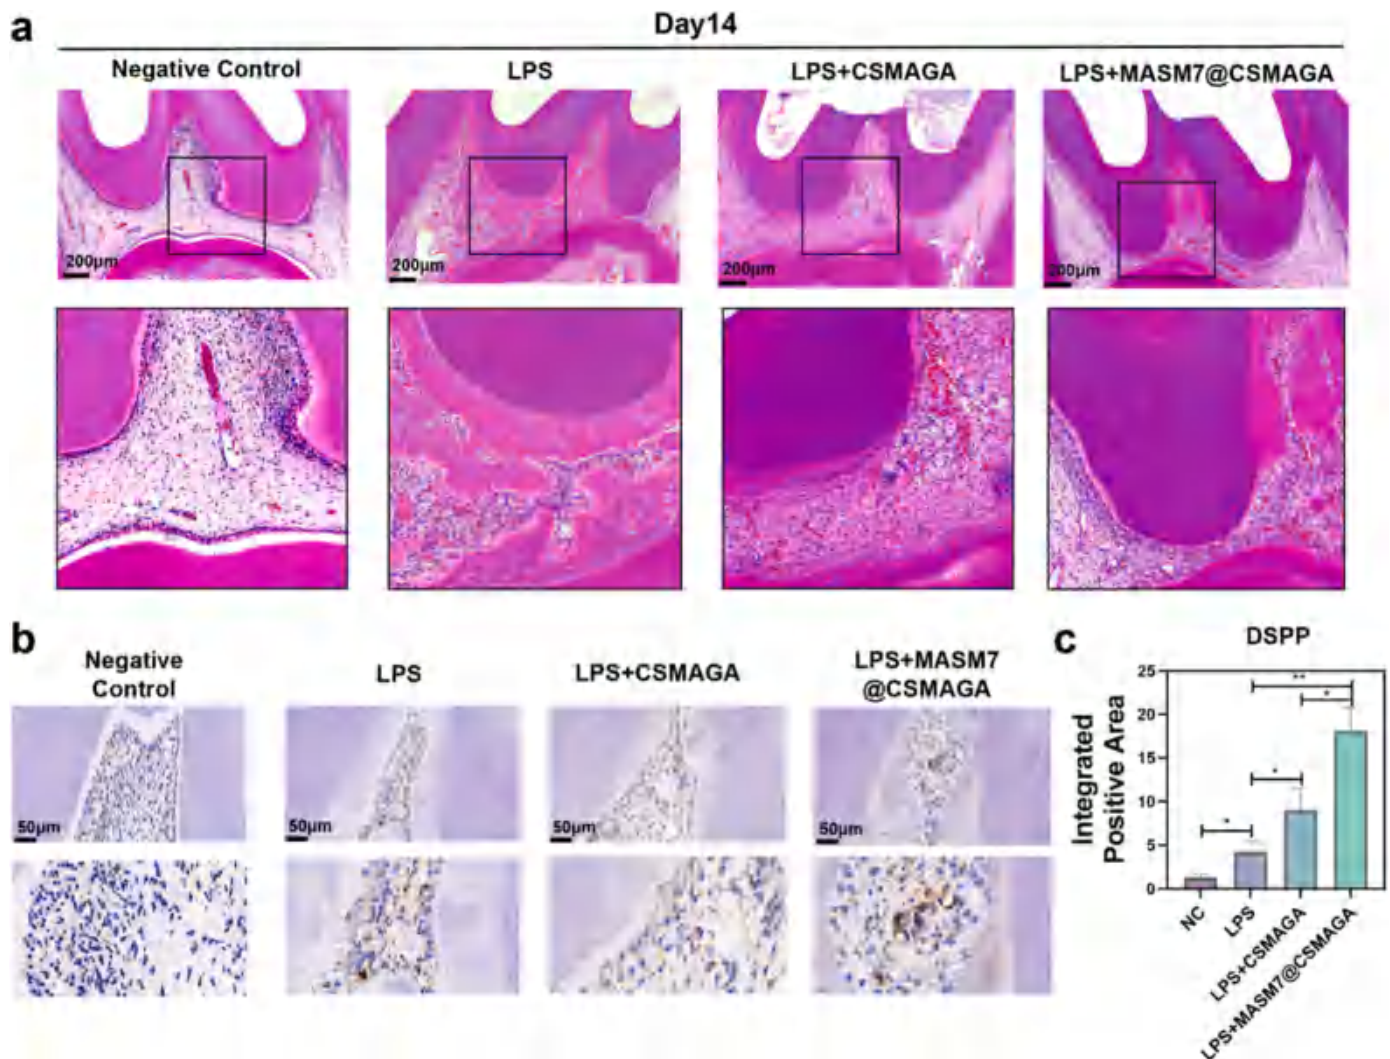 a
Day14
Negative Control
LPS
LPS+CSMAGA
LPS+MASM7@CSMAGA
200μm
200μm
200μm
200μm
b
Negative
Control
LPS
LPS+CSMAGA
LPS+MASM7
@CSMAGA
50μm
50μm
50μm
50μm
c
DSPP
Integrated
Positive Area
25
20
15
10
5
0
**
*
*
*
NC
LPS
LPS+CSMAGA
LPS+MASM7@CSMAGA